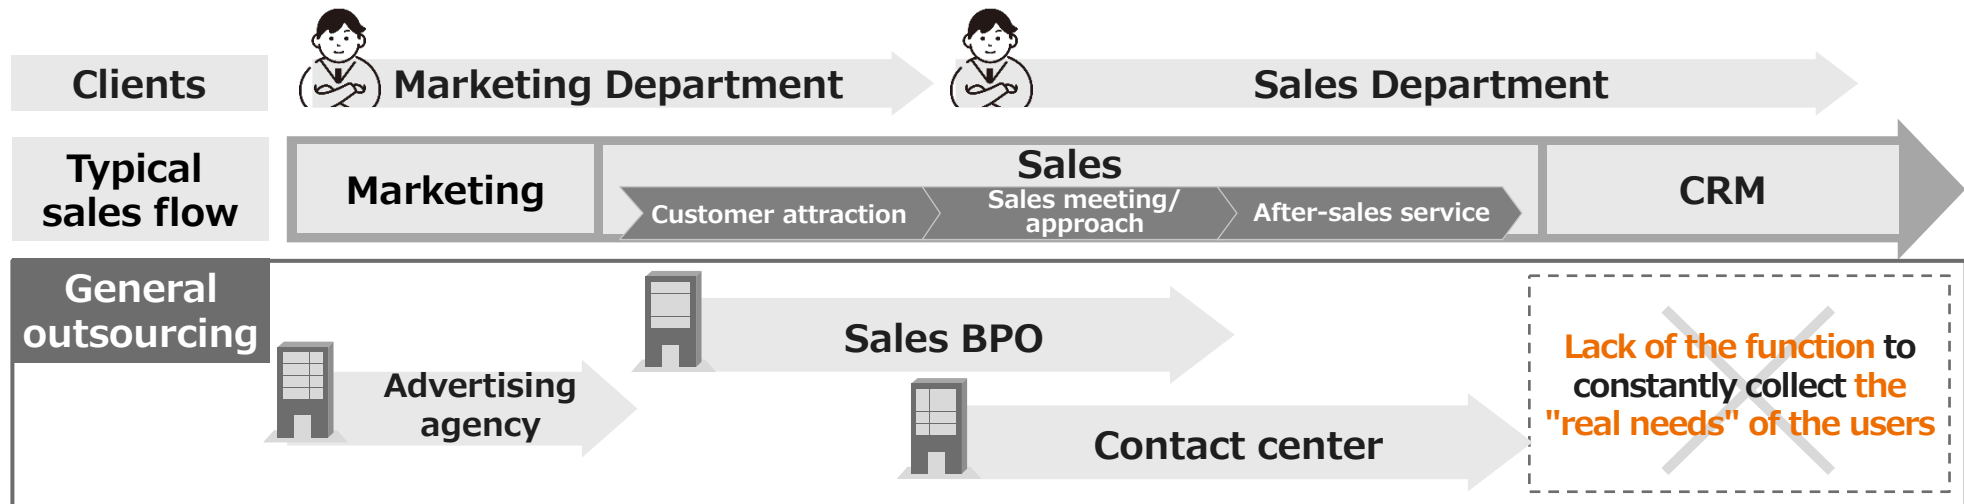 Clients
Marketing Department
Sales Department
Typical
sales flow
Marketing
Sales
Customer attraction
Sales meeting/
approach
After-sales service
CRM
General
outsourcing
Sales BPO
Advertising
agency
Contact center
Lack of the function to
constantly collect the
"real needs" of the users